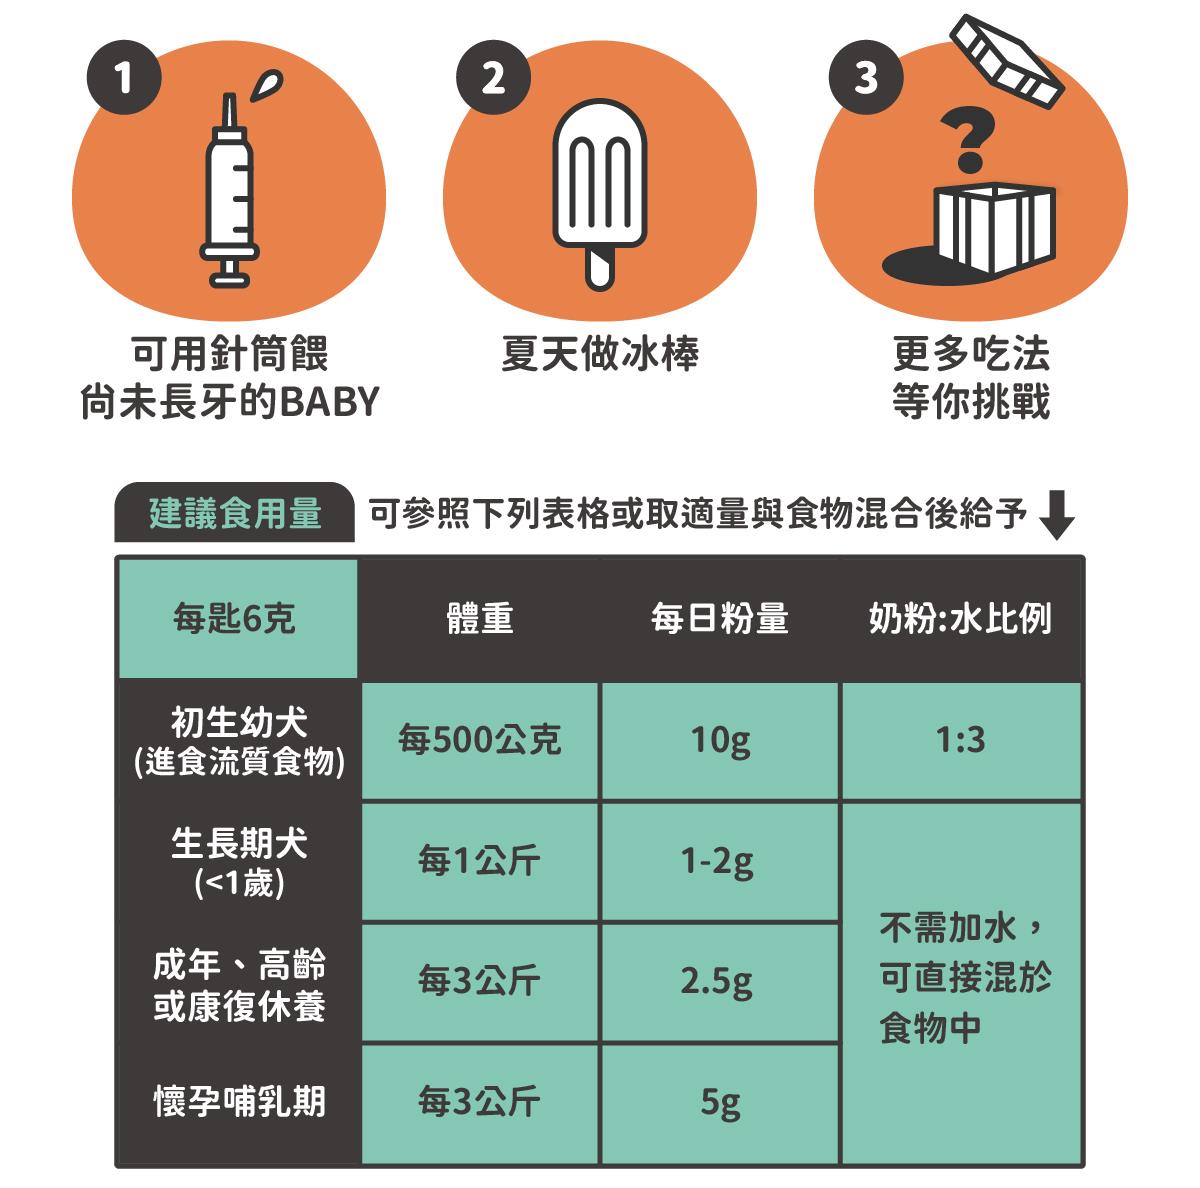 1
2
3
?
可用針筒餵
尚未長牙的BABY
夏天做冰棒
更多吃法
等你挑戰
建議食用量 可參照下列表格或取適量與食物混合後給予
每匙6克 體重 每日粉量 奶粉:水比例
初生幼犬
(進食流質食物)
每500公克 10g 1:3
生長期犬
(<1歲)
每1公斤 1-2g
成年、高齡
或康復休養
每3公斤 2.5g
懷孕哺乳期 每3公斤 5g
不需加水，
可直接混於
食物中